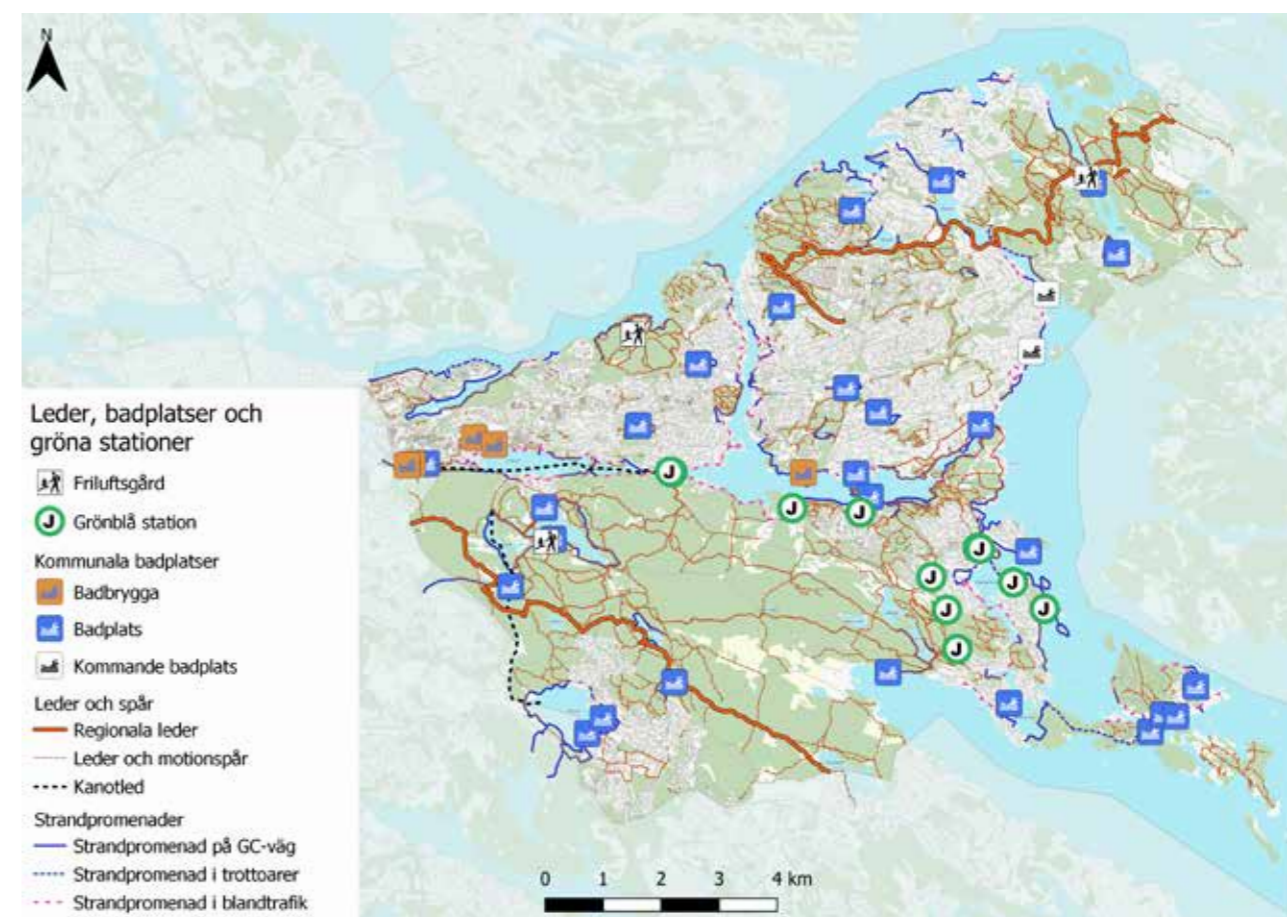 N
Leder, badplatser och
gröna stationer
Friluftsgård
J Grönblå station
Kommunala badplatser
Badbrygga
Badplats
Kommande badplats
Leder och spår
Regionala leder
Leder och motionspår
Kanotled
Strandpromenader
Strandpromenad på GC-väg
Strandpromenad i trottoarer
Strandpromenad i blandtrafik
J
J
J
J
J
J
J
J
J
0 1 2 3 4 km